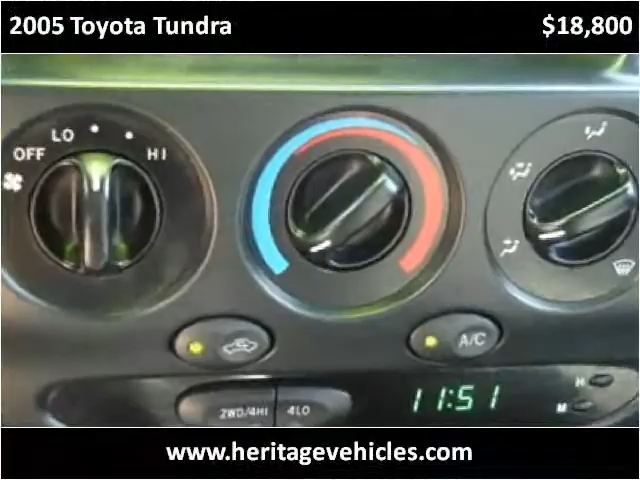 2005 Toyota Tundra $18,800
LO
OFF HI
A/C
2WD/4HI 4LO
11:51
H
M
www.heritagevehicles.com